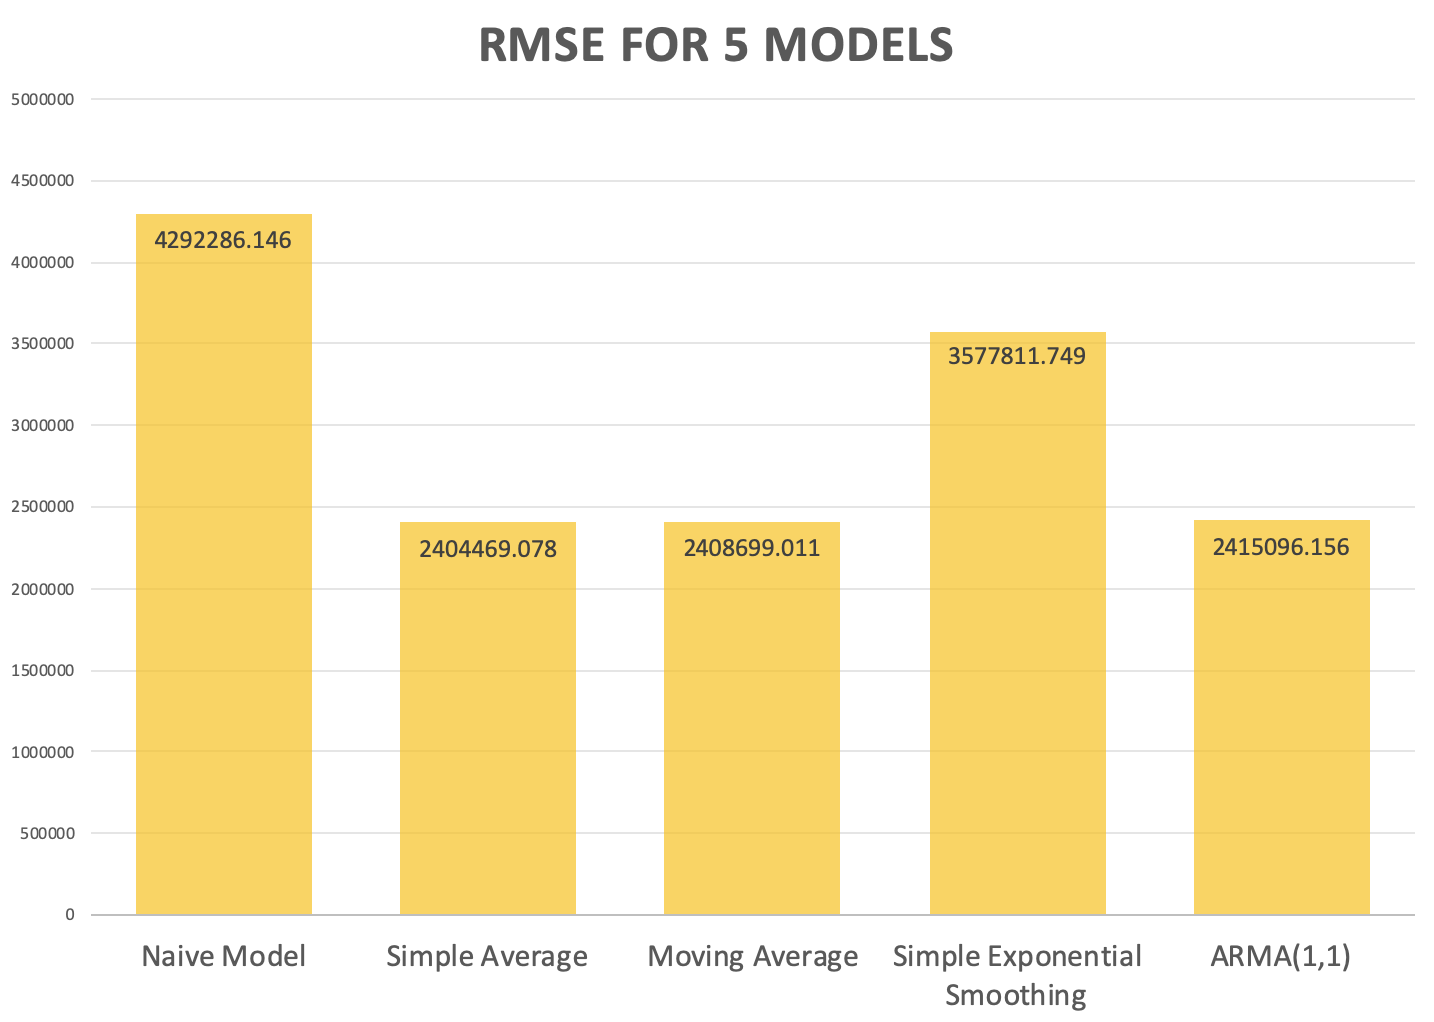 RMSE FOR 5 MODELS
5000000
4500000
4000000
3500000
3000000
2500000
2000000
1500000
1000000
500000
0
4292286.146
2404469.078
2408699.011
3577811.749
2415096.156
Naive Model
Simple Average
Moving Average
Simple Exponential
Smoothing
ARMA(1,1)